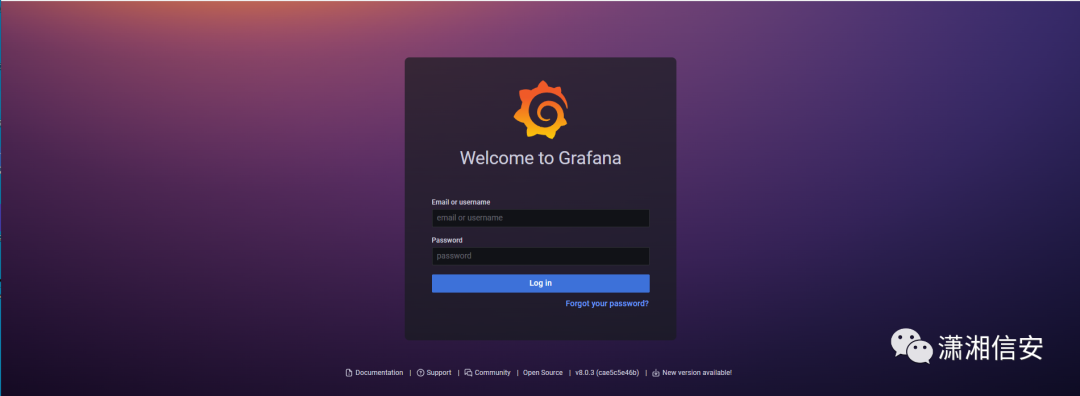 Welcome to Grafana
Email or username
email or username
Password
password
Log in
Forgot your password?
潇湘信安
Documentation | Support | Community | Open Source | v8.0.3 (cae5c5e46b) | New version available!